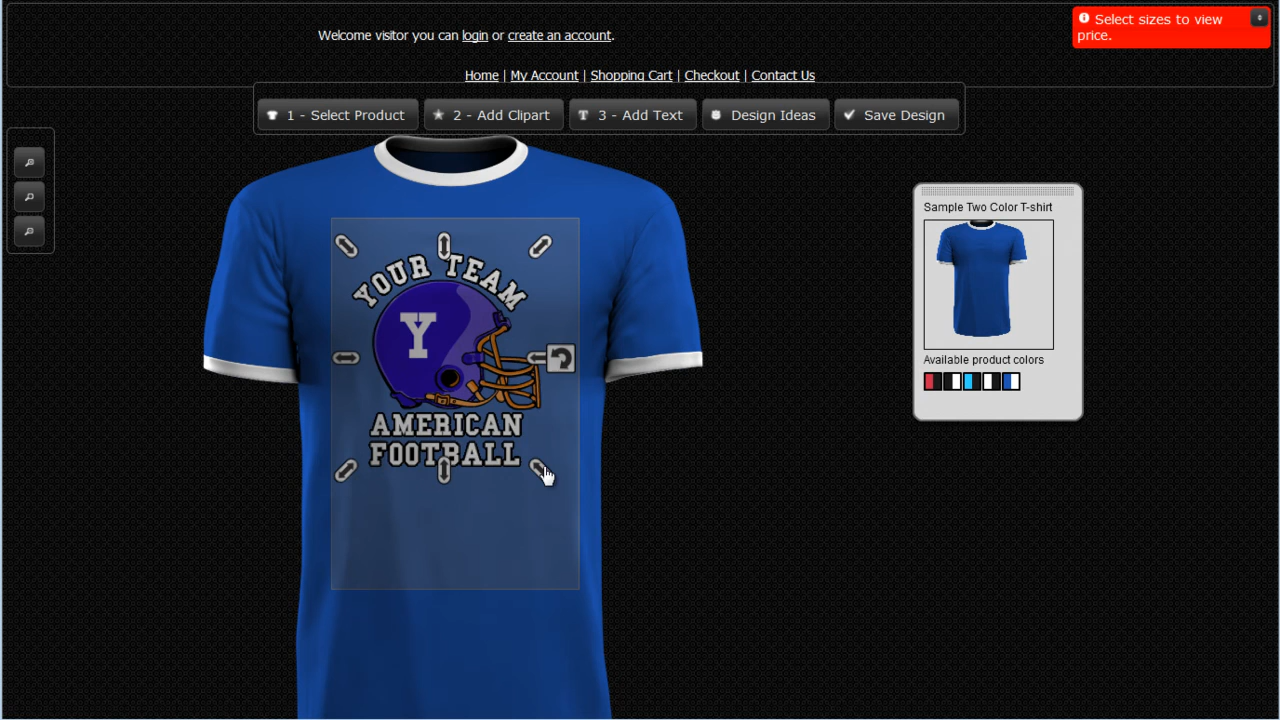 Welcome visitor you can login or create an account.
Select sizes to view
price.
Home | My Account | Shopping Cart | Checkout | Contact Us
1 - Select Product
2 - Add Clipart
3 - Add Text
Design Ideas
Save Design
Sample Two Color T-shirt
YOUR TEAM
Y
AMERICAN
FOOTBALL
Available product colors